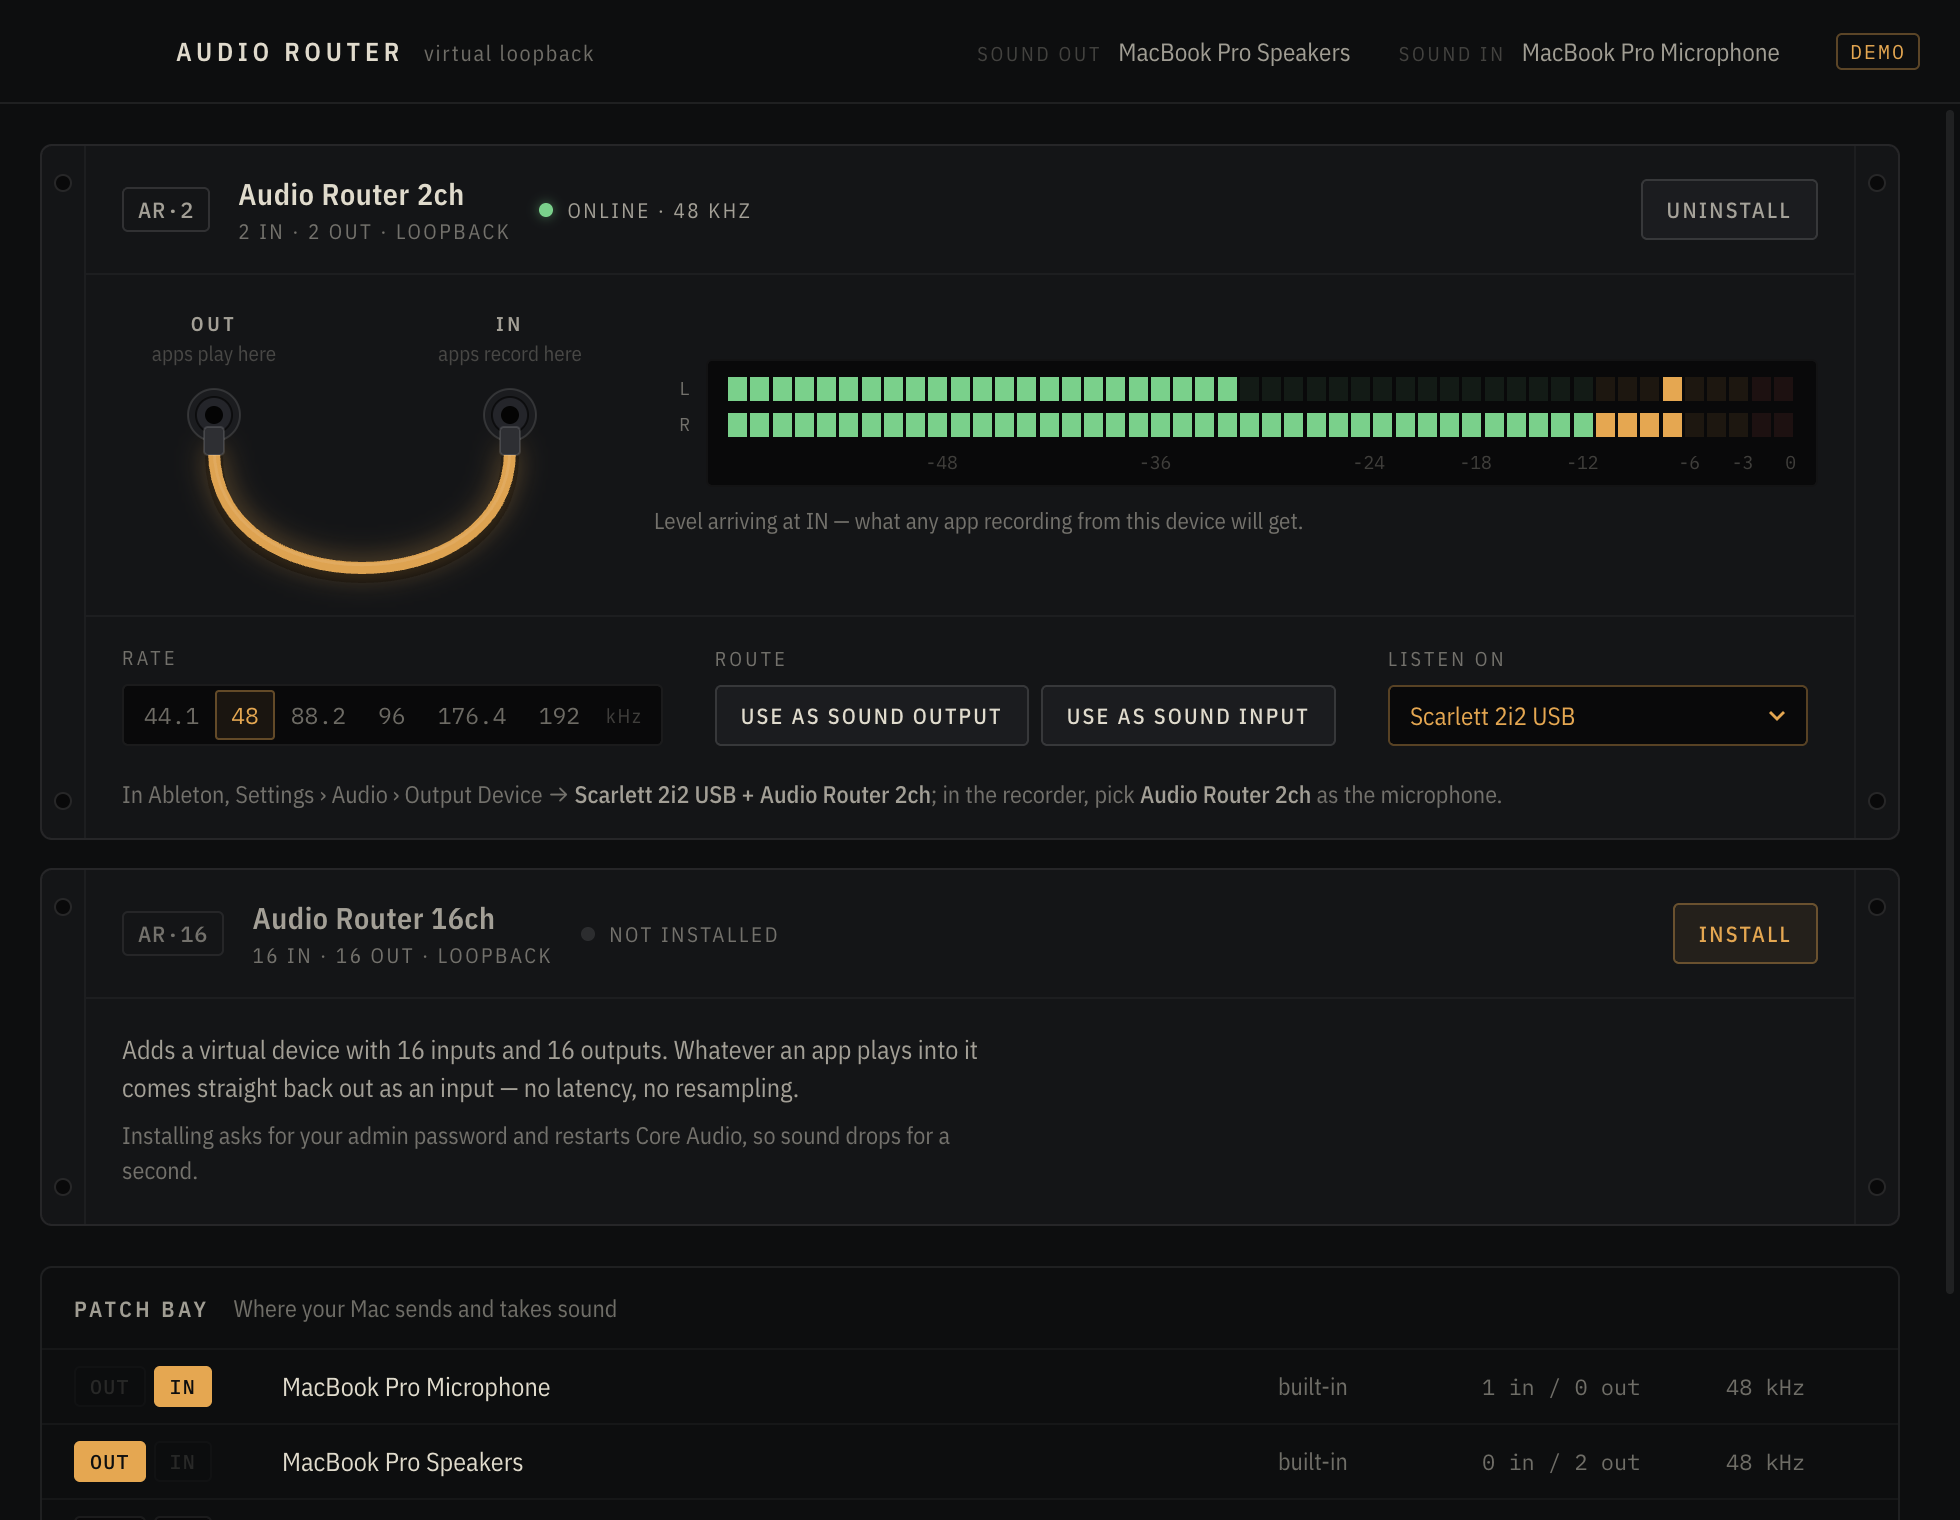 AUDIO ROUTER virtual loopback
SOUND OUT MacBook Pro Speakers SOUND IN MacBook Pro Microphone DEMO
AR·2
Audio Router 2ch
2 IN · 2 OUT · LOOPBACK
ONLINE · 48 KHZ
UNINSTALL
OUT
apps play here
IN
apps record here
L
R
-48 -36 -24 -18 -12 -6 -3 0
Level arriving at IN — what any app recording from this device will get.
RATE
44.1 48 88.2 96 176.4 192 kHz
ROUTE
USE AS SOUND OUTPUT USE AS SOUND INPUT
LISTEN ON
Scarlett 2i2 USB
In Ableton, Settings › Audio › Output Device → Scarlett 2i2 USB + Audio Router 2ch; in the recorder, pick Audio Router 2ch as the microphone.
AR·16
Audio Router 16ch
16 IN · 16 OUT · LOOPBACK
NOT INSTALLED
INSTALL
Adds a virtual device with 16 inputs and 16 outputs. Whatever an app plays into it
comes straight back out as an input — no latency, no resampling.
Installing asks for your admin password and restarts Core Audio, so sound drops for a
second.
PATCH BAY Where your Mac sends and takes sound
OUT IN MacBook Pro Microphone built-in 1 in / 0 out 48 kHz
OUT IN MacBook Pro Speakers built-in 0 in / 2 out 48 kHz